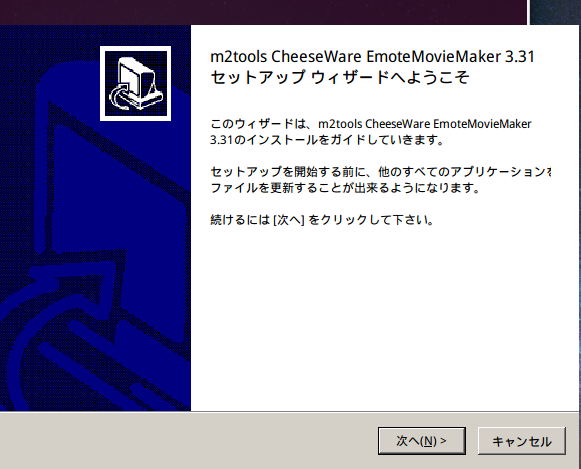 m2tools CheeseWare EmoteMovieMaker 3.31
セットアップ ウィザードへようこそ
このウィザードは、m2tools CheeseWare EmoteMovieMaker
3.31のインストールをガイドしていきます。
セットアップを開始する前に、他のすべてのアプリケーションを
ファイルを更新することが出来るようになります。
続けるには [次へ] をクリックして下さい。
次へ(N) >
キャンセル